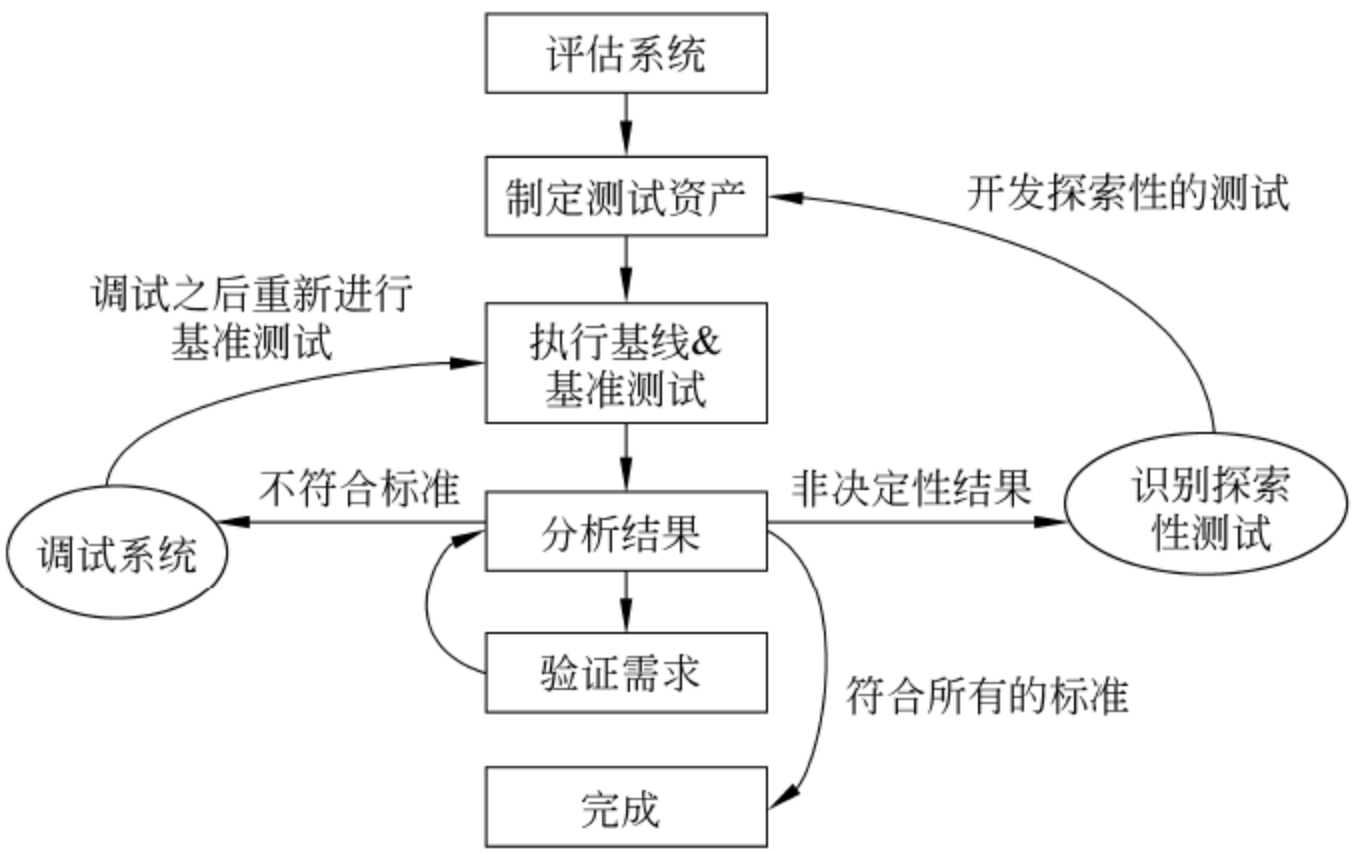 评估系统
制定测试资产
开发探索性的测试
调试之后重新进行
基准测试
执行基线&
基准测试
不符合标准
非决定性结果
识别探索
性测试
调试系统
分析结果
验证需求
符合所有的标准
完成